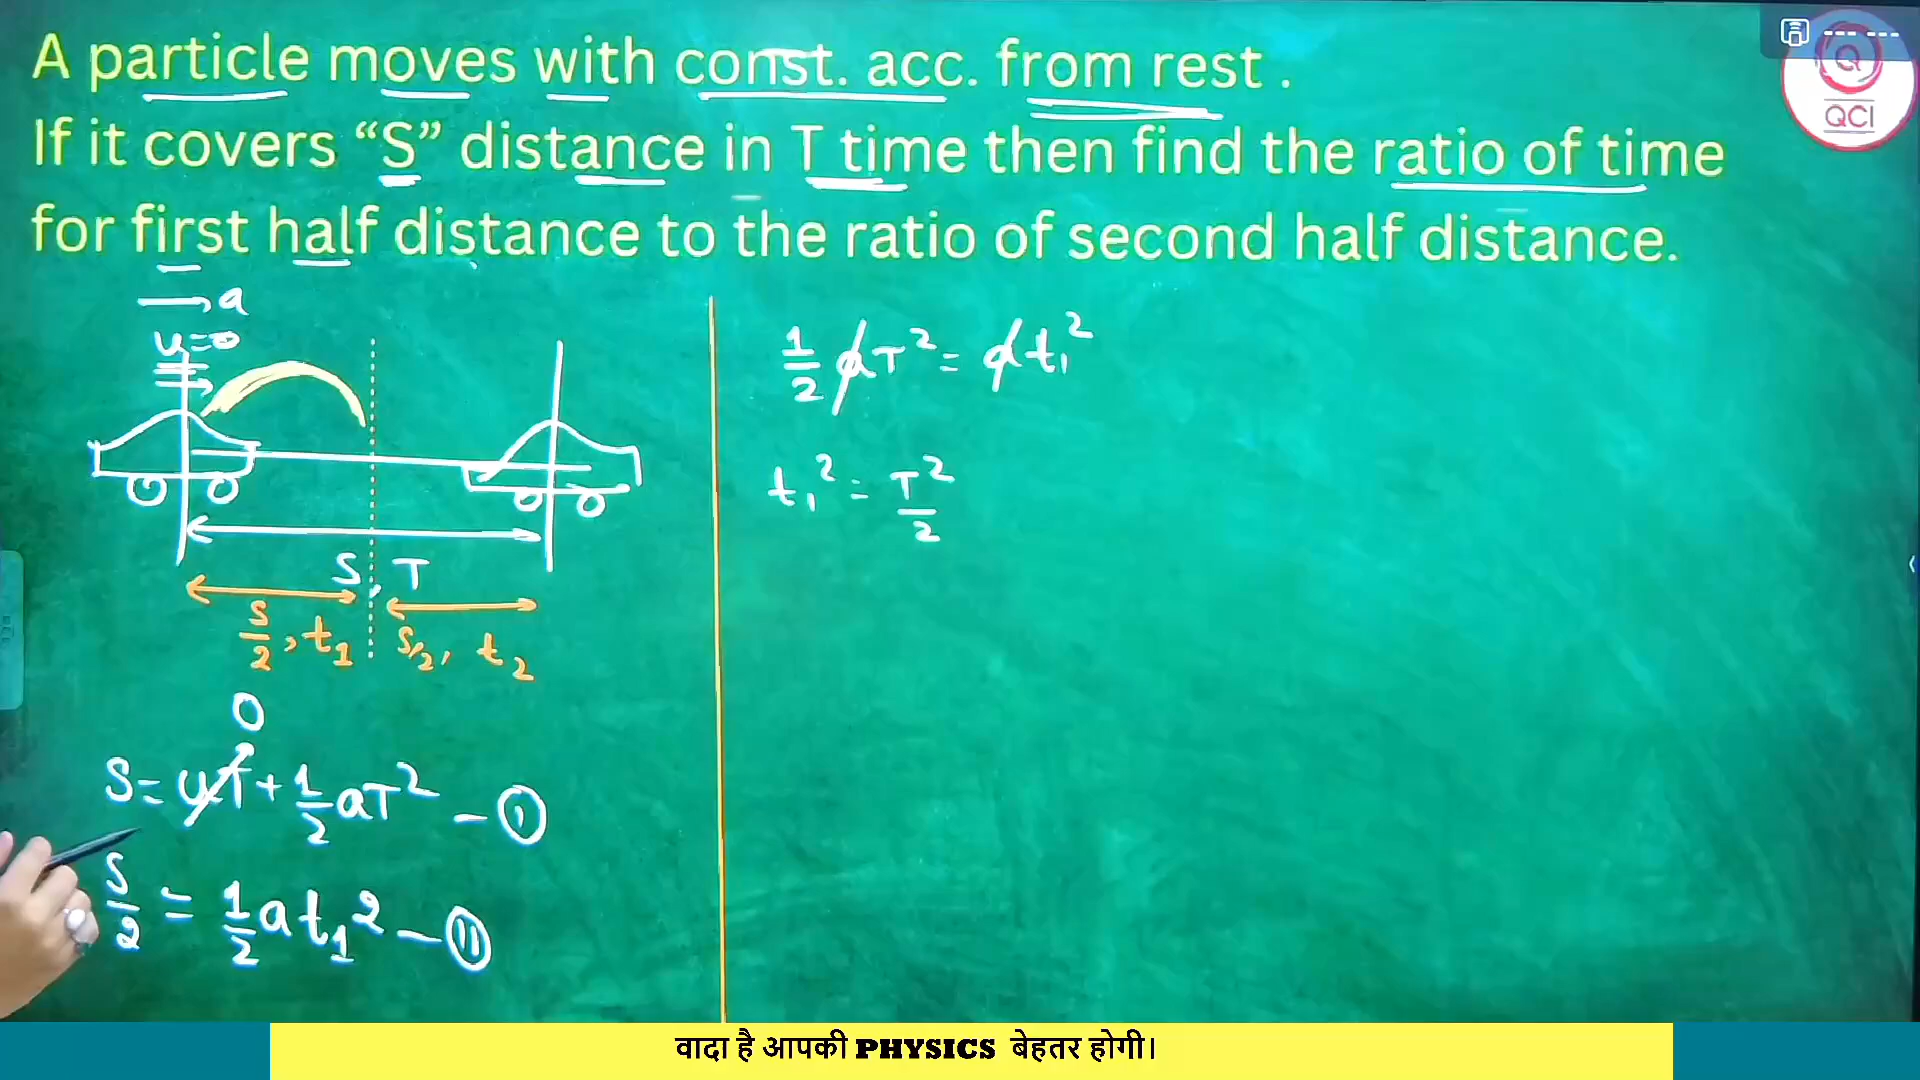 A particle moves with const. acc. from rest .
If it covers “S” distance in T time then find the ratio of time
for first half distance to the ratio of second half distance.
QCI
→ a
u=0
S, T
S/2, t₁
S/2, t₂
0
S = uT + 1/2 aT² – ①
S/2 = 1/2 at₁² – ②
1/2 aT² = at₁²
t₁² = T²/2
वादा है आपकी PHYSICS बेहतर होगी।